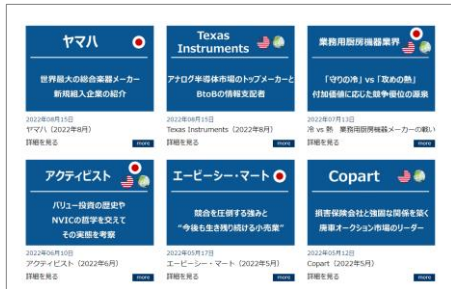 ヤマハ
世界最大の総合楽器メーカー
新規組入企業の紹介
2022年08月15日
ヤマハ（2022年8月）
詳細を見る
more
Texas
Instruments
アナログ半導体市場のトップメーカーと
BtoBの情報支配者
2022年08月15日
Texas Instruments（2022年8月）
詳細を見る
more
業務用厨房機器業界
「守りの冷」vs「攻めの熱」
付加価値に応じた競争優位の源泉
2022年07月13日
冷 vs 熱　業務用厨房機器メーカーの戦い
詳細を見る
more
アクティビスト
バリュー投資の歴史や
NVICの哲学を交えて
その実態を考察
2022年06月10日
アクティビスト（2022年6月）
詳細を見る
more
エービーシー・マート
競合を圧倒する強みと
“今後も生き残り続ける小売業”
2022年05月17日
エービーシー・マート（2022年5月）
詳細を見る
more
Copart
損害保険会社と強固な関係を築く
廃車オークション市場のリーダー
2022年05月12日
Copart（2022年5月）
詳細を見る
more